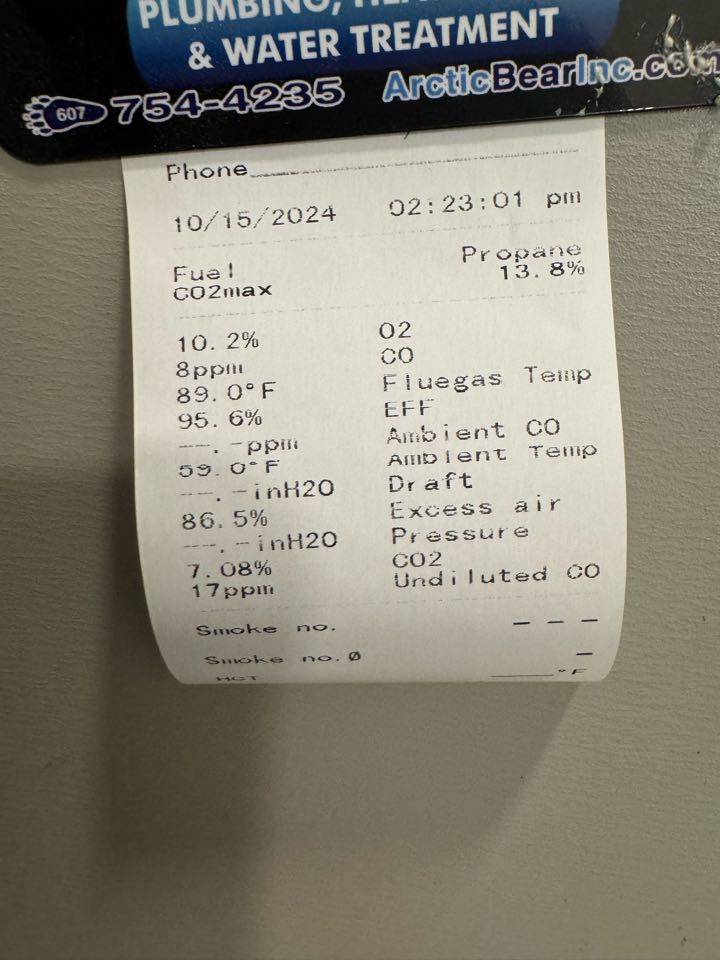 PLUMBING,
& WATER TREATMENT
607 754-4235 ArcticBearInc.com
Phone
10/15/2024 02:23:01 pm
Fuel Propane
CO2max 13.8%
10.2% O2
8ppm CO
89.0°F Fluegas Temp
95.6% EFF
---.-ppm Ambient CO
59.0°F Ambient Temp
---.-inH2O Draft
86.5% Excess air
---.-inH2O Pressure
7.08% CO2
17ppm Undiluted CO
Smoke no. - - -
Smoke no.0 -
HCT °F